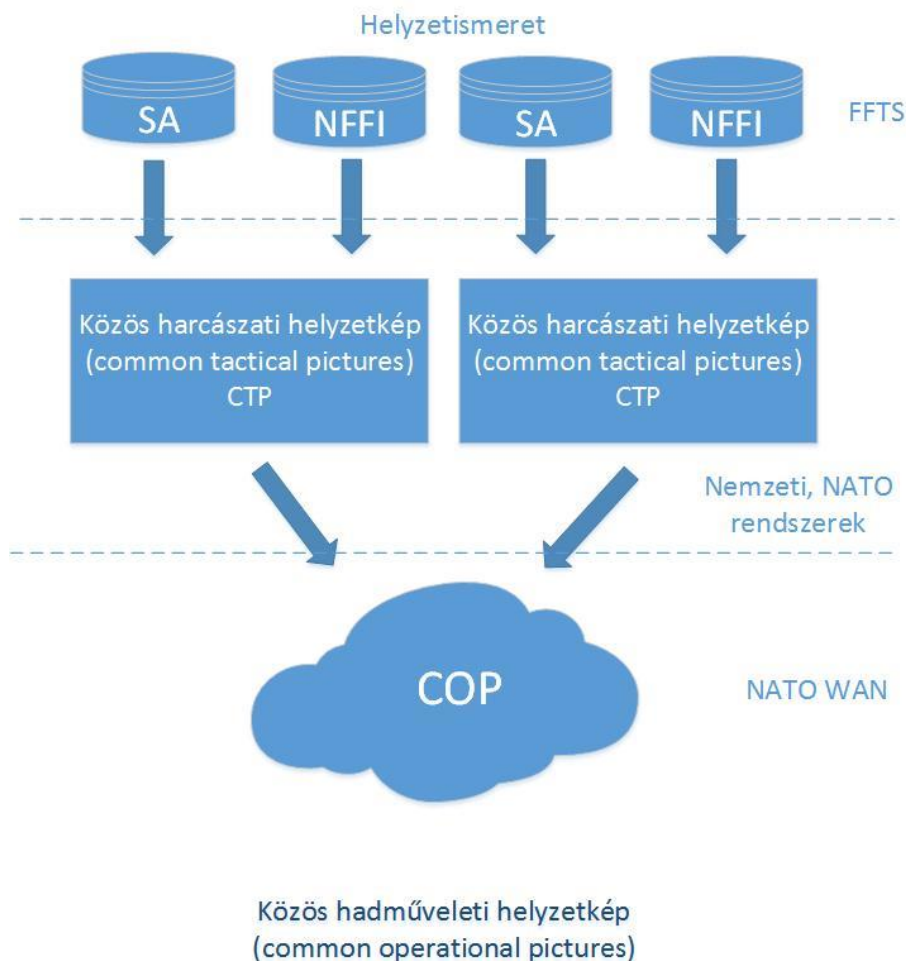 Helyzetismeret
SA
NFFI
SA
NFFI
FFTS
Közös harcászati helyzetkép
(common tactical pictures)
CTP
Közös harcászati helyzetkép
(common tactical pictures)
CTP
Nemzeti, NATO
rendszerek
COP
NATO WAN
Közös hadműveleti helyzetkép
(common operational pictures)